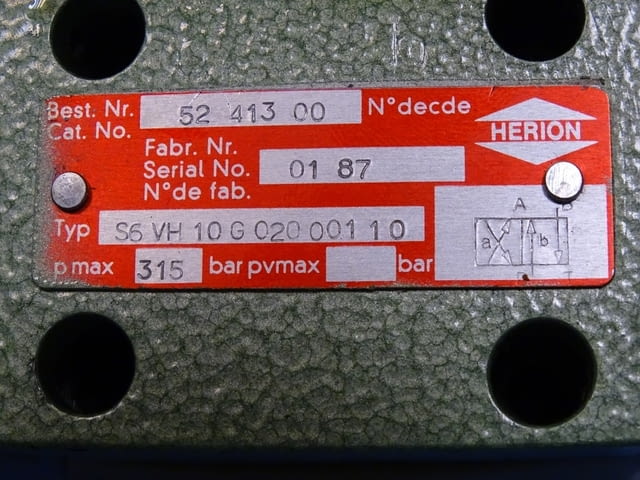 Best. Nr. 52 413 00 N°decde
Cat. No.
HERION
Fabr. Nr.
Serial No. 01 87
N°de fab.
Typ S6 VH 10 G 020 001 1 0
p max 315 bar pvmax bar
A B
a b